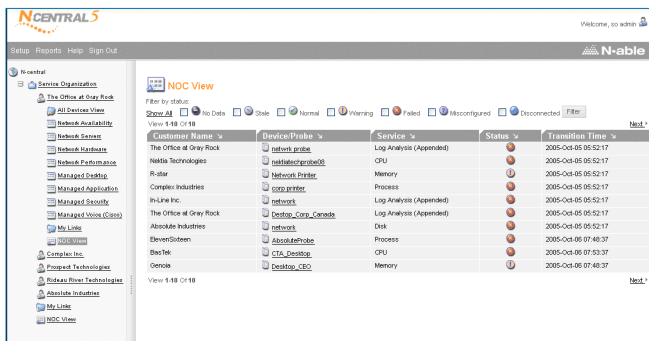 NCENTRAL 5
Welcome, so admin
Setup Reports Help Sign Out
N-able
N-central
Service Organization
The Office at Gray Rock
All Devices View
Network Availability
Network Servers
Network Hardware
Network Performance
Managed Desktop
Managed Application
Managed Security
Managed Voice (Cisco)
My Links
NOC View
Complex Inc.
Prospect Technologies
Rideau River Technologies
Absolute Industries
My Links
NOC View
NOC View
Filter by status:
Show All No Data Stale Normal Warning Failed Misconfigured Disconnected Filter
View 1-10 Of 10 Next
Customer Name Device/Probe Service Status Transition Time
The Office at Gray Rock netwrk probe Log Analysis (Appended) 2005-Oct-05 05:52:17
Nektia Technologies nektiatechprobe08 CPU 2005-Oct-05 05:52:17
R-star Network Printer Memory 2005-Oct-05 05:52:17
Complex Industries corp printer Process 2005-Oct-05 05:52:17
In-Line Inc. network Log Analysis (Appended) 2005-Oct-05 05:52:17
The Office at Gray Rock Destop_Corp_Canada Log Analysis (Appended) 2005-Oct-05 05:52:17
Absolute Industries network Disk 2005-Oct-05 05:52:17
ElevenSixteen AbsoluteProbe Process 2005-Oct-06 07:48:37
BasTek CTA_Desktop CPU 2005-Oct-06 07:53:37
Genoia Desktop_CEO Memory 2005-Oct-06 07:48:37
View 1-10 Of 10 Next